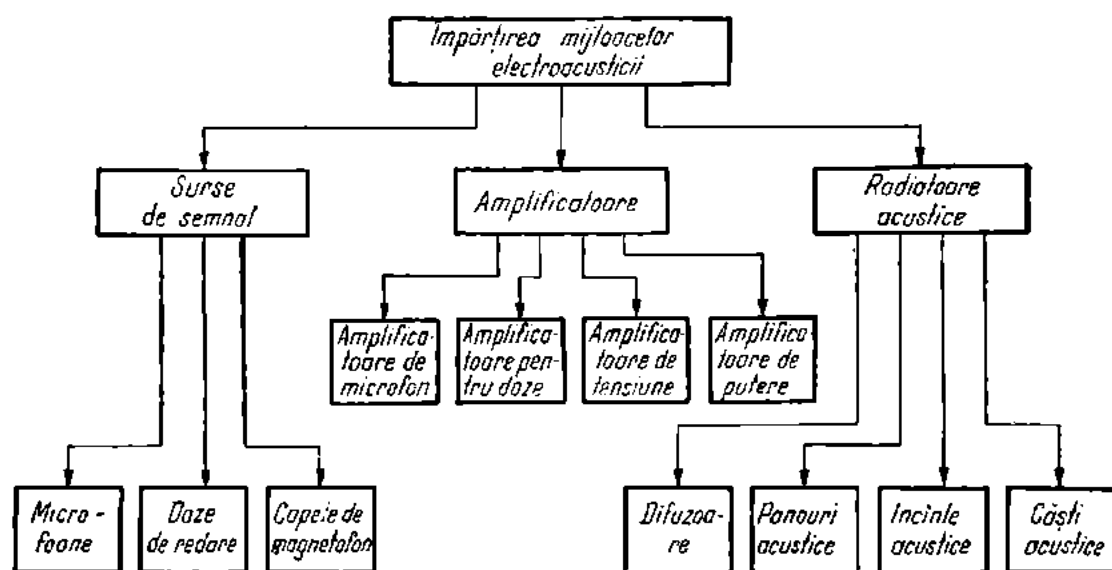 Împărțirea mijloacelor
electroacusticii
Surse
de semnal
Amplificatoare
Radiatoare
acustice
Amplifica-
toare de
microfon
Amplifica-
toare pen-
tru doze
Amplifica-
toare de
tensiune
Amplifica-
toare de
putere
Micro-
foane
Doze
de redare
Capete de
magnetofon
Difuzoa-
re
Panouri
acustice
Incinte
acustice
Căști
acustice